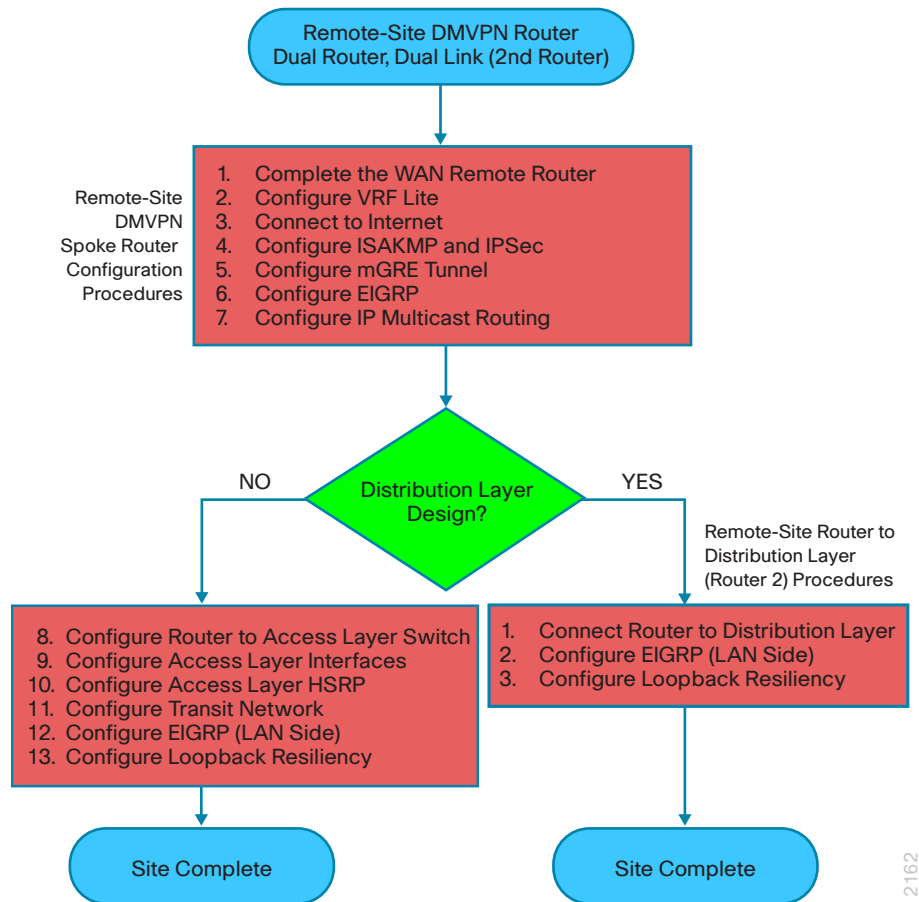 Remote-Site DMVPN Router
Dual Router, Dual Link (2nd Router)
Remote-Site
DMVPN
Spoke Router
Configuration
Procedures
1. Complete the WAN Remote Router
2. Configure VRF Lite
3. Connect to Internet
4. Configure ISAKMP and IPSec
5. Configure mGRE Tunnel
6. Configure EIGRP
7. Configure IP Multicast Routing
NO
Distribution Layer
Design?
YES
Remote-Site Router to
Distribution Layer
(Router 2) Procedures
8. Configure Router to Access Layer Switch
9. Configure Access Layer Interfaces
10. Configure Access Layer HSRP
11. Configure Transit Network
12. Configure EIGRP (LAN Side)
13. Configure Loopback Resiliency
1. Connect Router to Distribution Layer
2. Configure EIGRP (LAN Side)
3. Configure Loopback Resiliency
Site Complete
Site Complete
2162